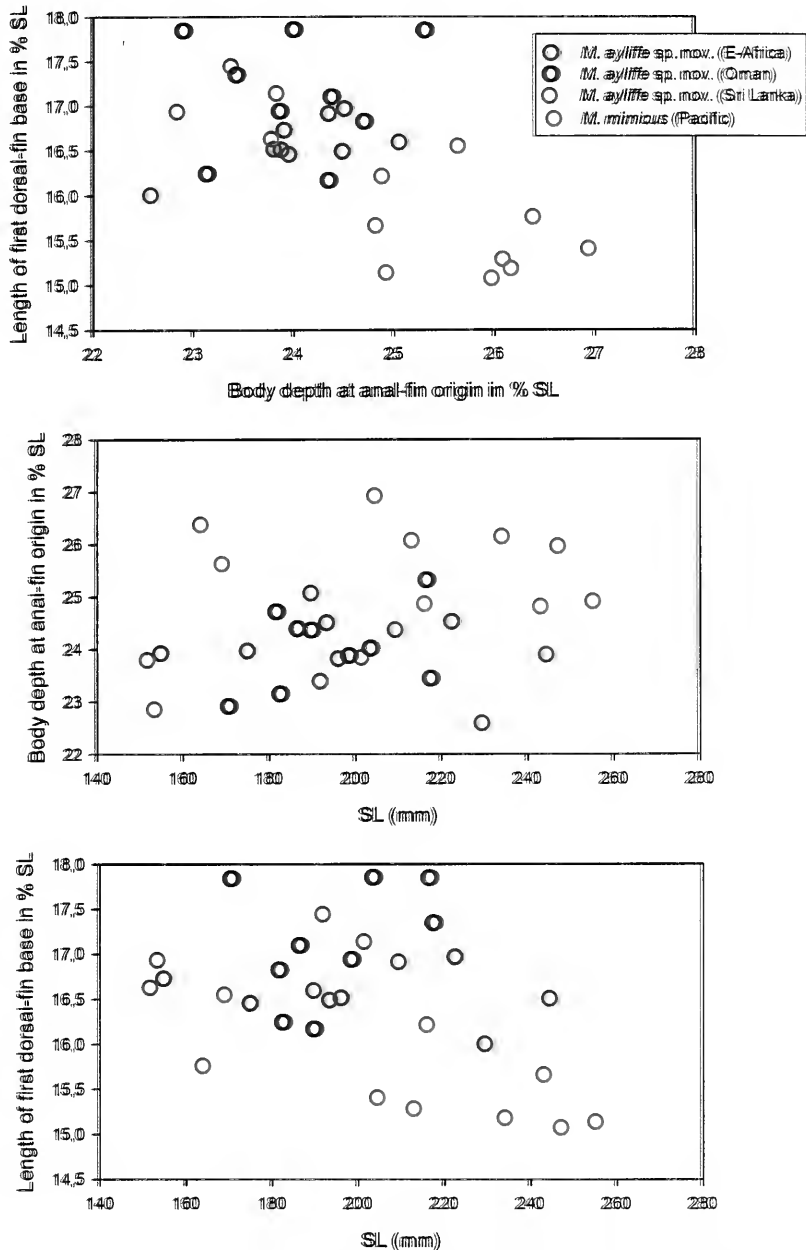 18,0
17,5
17,0
16,5
16,0
15,5
15,0
14,5
Length of first dorsal-fin base in % SL
M. ayliffe sp. nov. (E-Africa)
M. ayliffe sp. nov. (Oman)
M. ayliffe sp. nov. (Sri Lanka)
M. mimicus (Pacific)
22 23 24 25 26 27 28
Body depth at anal-fin origin in % SL
28
27
26
25
24
23
22
Body depth at anal-fin origin in % SL
140 160 180 200 220 240 260 280
SL (mm)
18,0
17,5
17,0
16,5
16,0
15,5
15,0
14,5
Length of first dorsal-fin base in % SL
140 160 180 200 220 240 260 280
SL (mm)